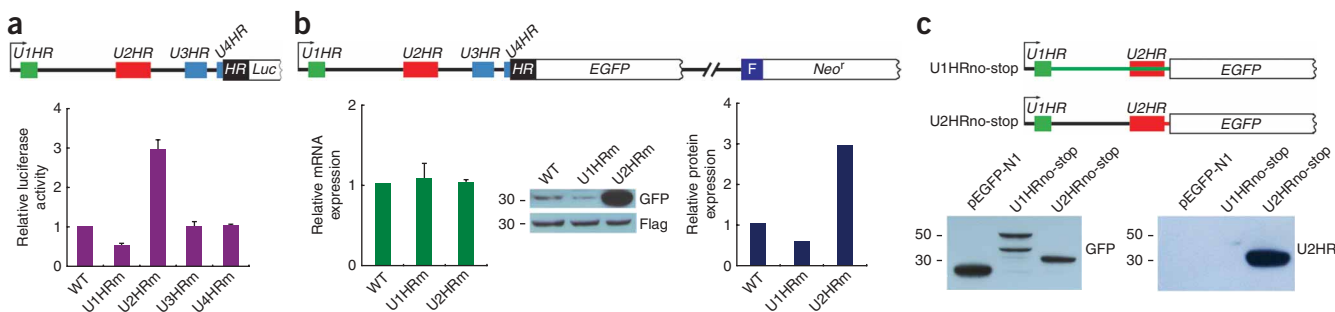 a
U1HR U2HR U3HR U4HR
HR Luc
Relative luciferase activity
4
3
2
1
0
WT
U1HRm
U2HRm
U3HRm
U4HRm
b
U1HR U2HR U3HR U4HR
HR EGFP F Neoʳ
Relative mRNA expression
2
1
0
WT
U1HRm
U2HRm
WT U1HRm U2HRm
30 - GFP
30 - Flag
Relative protein expression
4
3
2
1
0
WT
U1HRm
U2HRm
c
U1HR U2HR
U1HRno-stop EGFP
U1HR U2HR
U2HRno-stop EGFP
pEGFP-N1 U1HRno-stop U2HRno-stop
50 -
30 -
GFP
pEGFP-N1 U1HRno-stop U2HRno-stop
50 -
30 -
U2HR